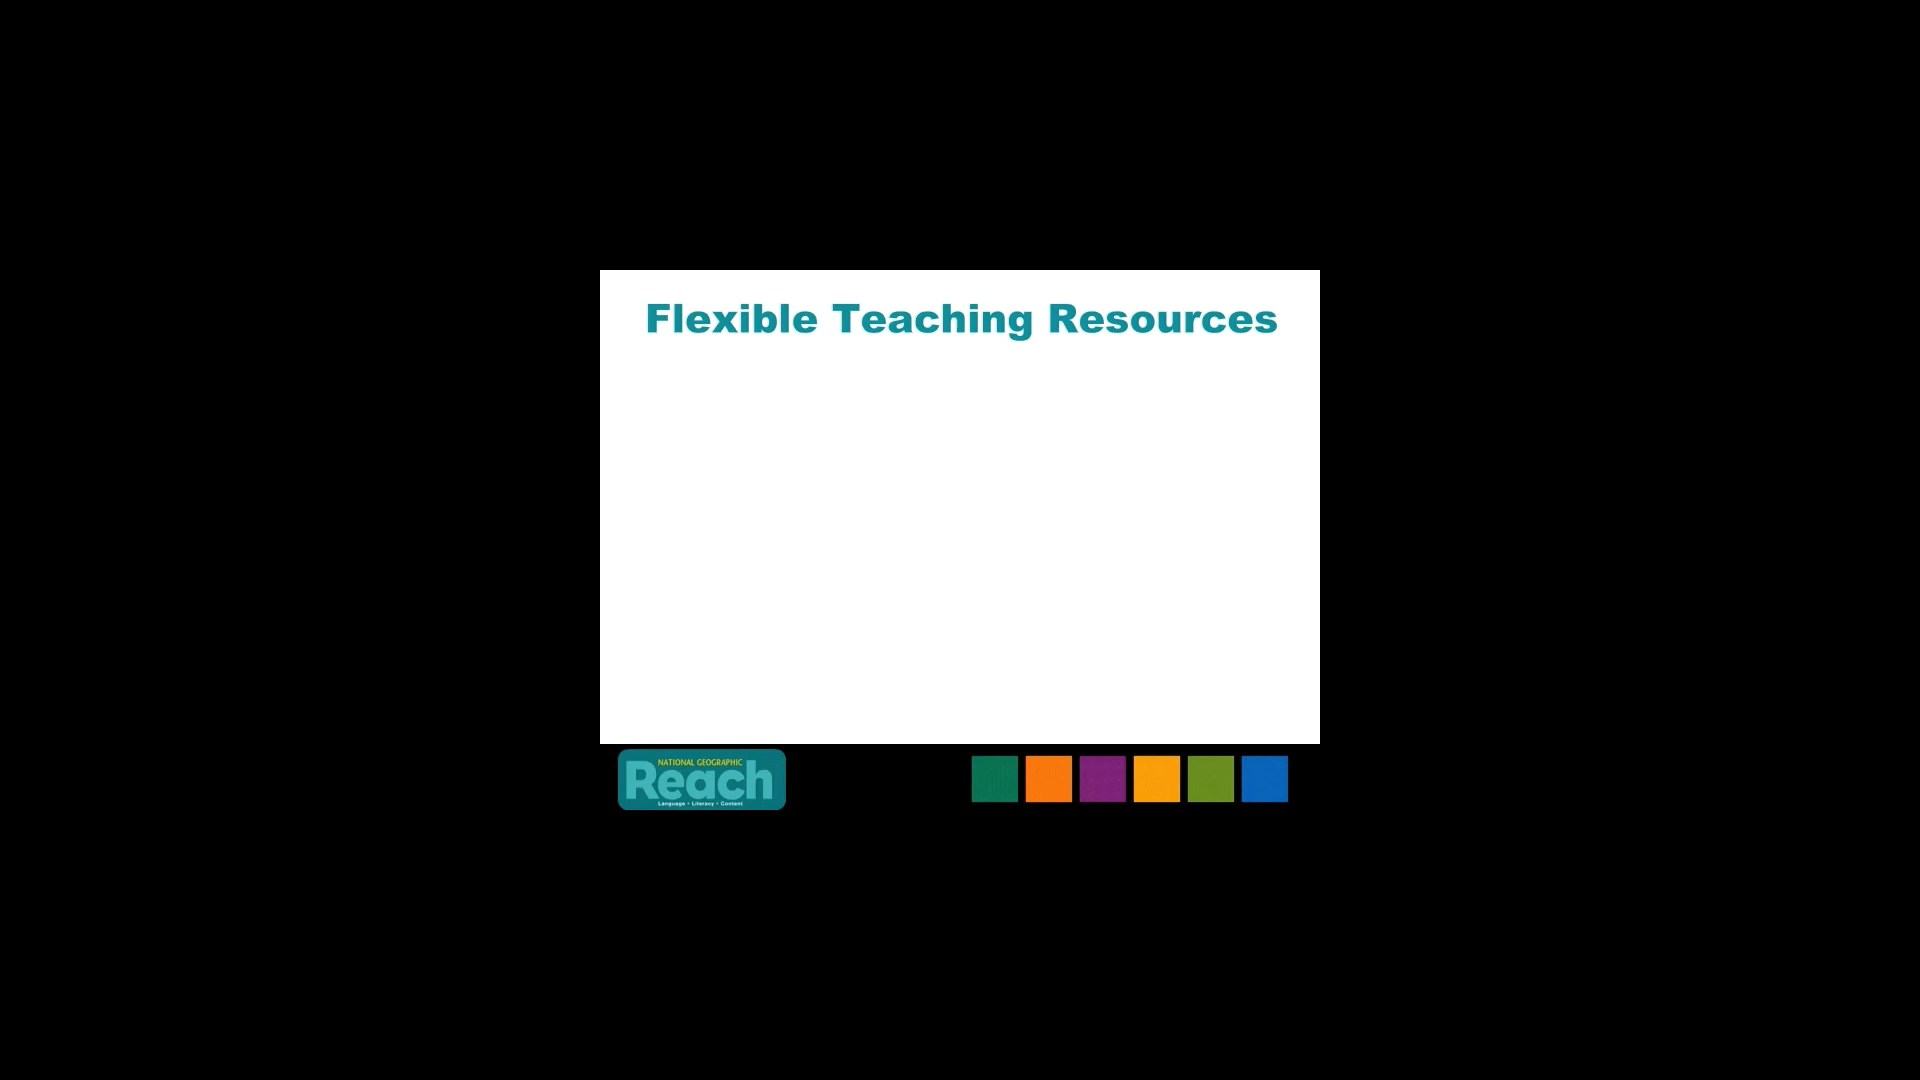 Flexible Teaching Resources
NATIONAL GEOGRAPHIC
Reach
Language • Literacy • Content